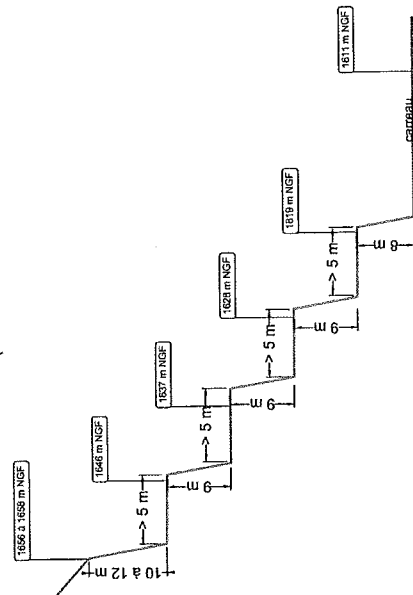 1656 à 1658 m NGF
10 à 12 m
1646 m NGF
> 5 m
9 m
1637 m NGF
> 5 m
9 m
1628 m NGF
> 5 m
9 m
1819 m NGF
> 5 m
8 m
1611 m NGF
carreau